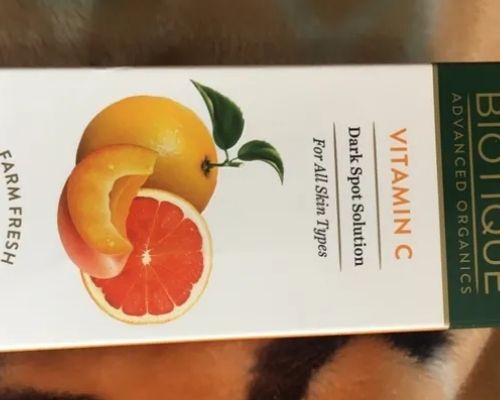 BIOTIQUE
ADVANCED ORGANICS
VITAMIN C
Dark Spot Solution
For All Skin Types
FARM FRESH